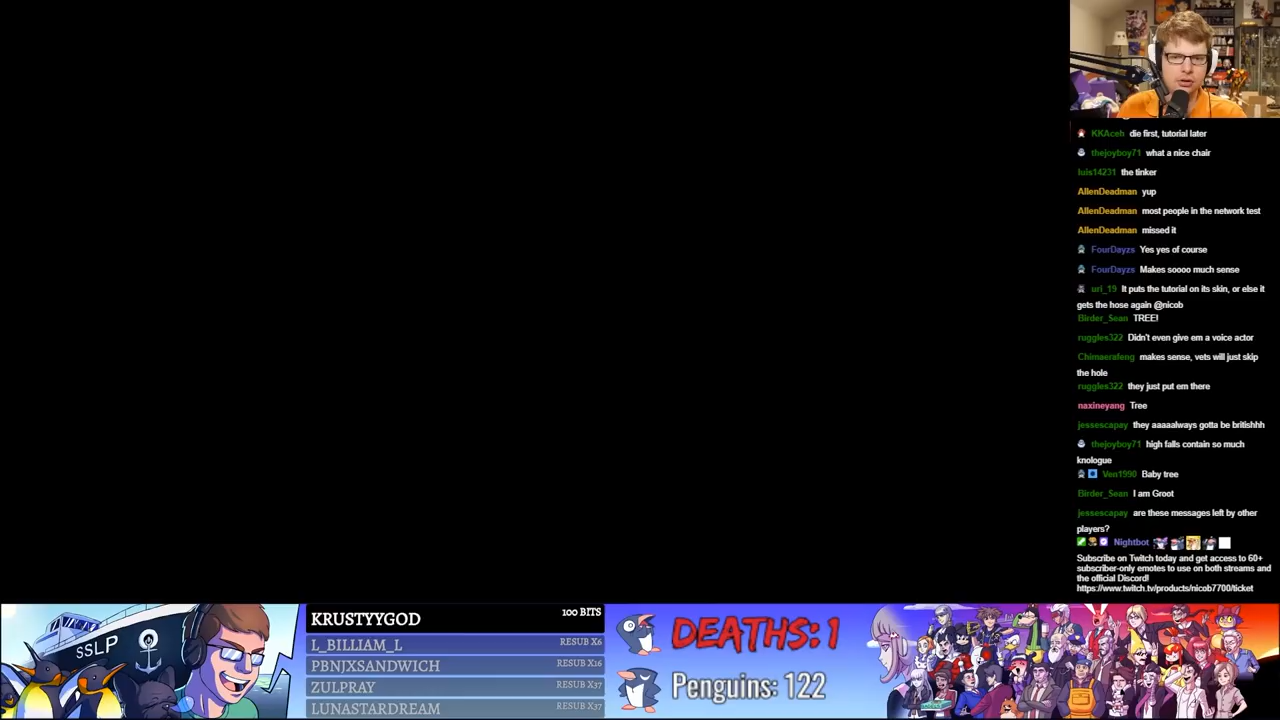 KKAceh die first, tutorial later
thejoyboy71 what a nice chair
luis14231 the tinker
AllenDeadman yup
AllenDeadman most people in the network test
AllenDeadman missed it
FourDayzs Yes yes of course
FourDayzs Makes soooo much sense
uri_19 It puts the tutorial on its skin, or else it
gets the hose again @nicob
Birder_Sean TREE!
ruggles322 Didn't even give em a voice actor
Chimaerafeng makes sense, vets will just skip
the hole
ruggles322 they just put em there
naxineyang Tree
jessescapay they aaaaalways gotta be britishhh
thejoyboy71 high falls contain so much
knologue
Ven1990 Baby tree
Birder_Sean I am Groot
jessescapay are these messages left by other
players?
Nightbot
Subscribe on Twitch today and get access to 60+
subscriber-only emotes to use on both streams and
the official Discord!
https://www.twitch.tv/products/nicob7700/ticket
SSLP
KRUSTYYGOD 100 BITS
L_BILLIAM_L RESUB X6
PBNJXSANDWICH RESUB X16
ZULPRAY RESUB X37
LUNASTARDREAM RESUB X37
DEATHS: 1
Penguins: 122